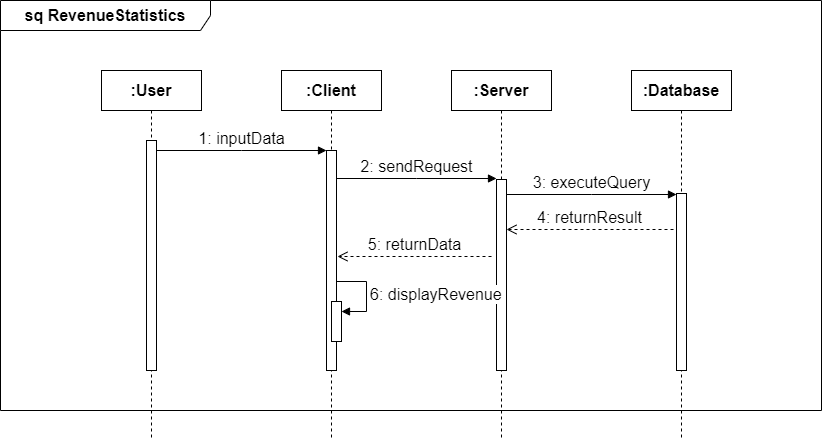 sq RevenueStatistics
:User
:Client
:Server
:Database
1: inputData
2: sendRequest
3: executeQuery
4: returnResult
5: returnData
6: displayRevenue